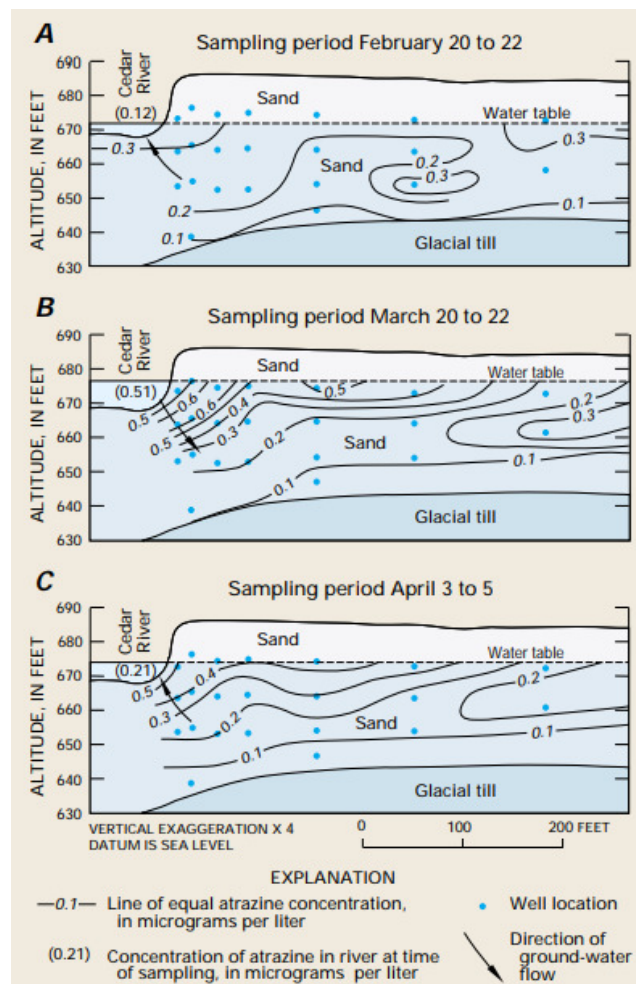 A
Sampling period February 20 to 22
690
680
670
660
650
640
630
ALTITUDE, IN FEET
Cedar
River
(0.12)
Sand
Water table
0.3
0.2
0.1
Sand
0.2
0.3
0.3
0.1
Glacial till
B
Sampling period March 20 to 22
690
680
670
660
650
640
630
ALTITUDE, IN FEET
Cedar
River
(0.51)
Sand
Water table
0.5
0.6
0.6
0.5
0.4
0.3
0.2
0.1
0.5
Sand
0.2
0.3
0.1
Glacial till
C
Sampling period April 3 to 5
690
680
670
660
650
640
630
ALTITUDE, IN FEET
Cedar
River
(0.21)
Sand
Water table
0.5
0.4
0.3
0.2
0.1
Sand
0.2
0.1
Glacial till
VERTICAL EXAGGERATION X 4
DATUM IS SEA LEVEL
0 100 200 FEET
EXPLANATION
0.1 Line of equal atrazine concentration,
in micrograms per liter
(0.21) Concentration of atrazine in river at time
of sampling, in micrograms per liter
Well location
Direction of
ground-water
flow